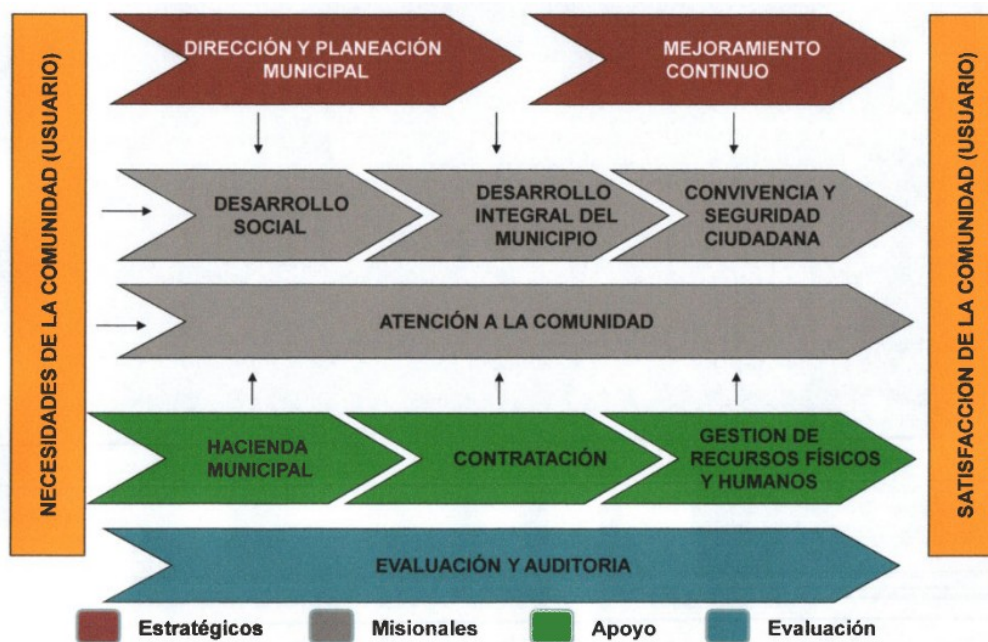 NECESIDADES DE LA COMUNIDAD (USUARIO)
DIRECCIÓN Y PLANEACIÓN
MUNICIPAL
MEJORAMIENTO
CONTINUO
DESARROLLO
SOCIAL
DESARROLLO
INTEGRAL DEL
MUNICIPIO
CONVIVENCIA Y
SEGURIDAD
CIUDADANA
ATENCIÓN A LA COMUNIDAD
HACIENDA
MUNICIPAL
CONTRATACIÓN
GESTION DE
RECURSOS FÍSICOS
Y HUMANOS
EVALUACIÓN Y AUDITORIA
SATISFACCION DE LA COMUNIDAD (USUARIO)
Estratégicos
Misionales
Apoyo
Evaluación